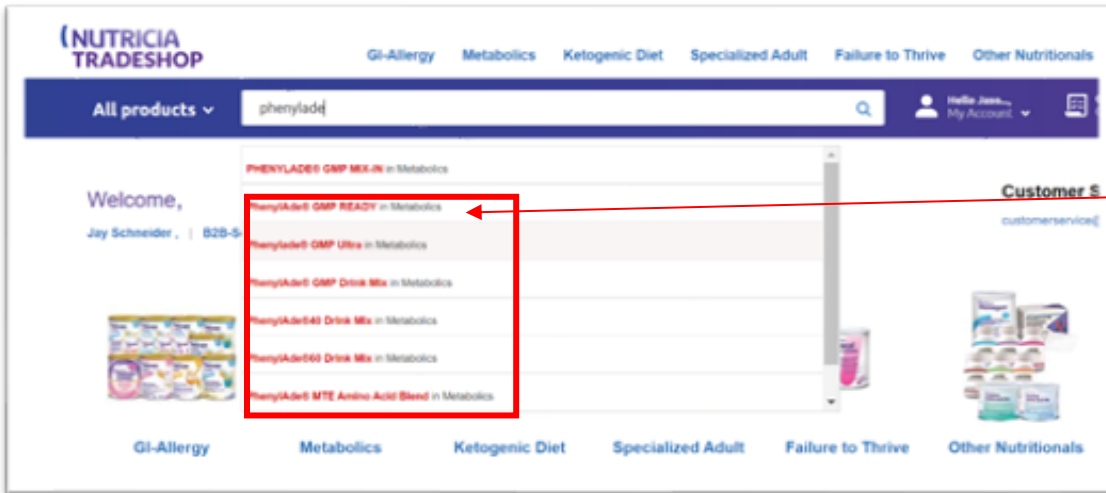 (NUTRICIA
TRADESHOP
GI-Allergy Metabolics Ketogenic Diet Specialized Adult Failure to Thrive Other Nutritionals
All products phenylade Hello Jaso...
My Account
PHENYLADE® GMP MIX-IN in Metabolics
PhenylAde® GMP READY in Metabolics
Phenylade® GMP Ultra in Metabolics
PhenylAde® GMP Drink Mix in Metabolics
PhenylAde®40 Drink Mix in Metabolics
PhenylAde®60 Drink Mix in Metabolics
PhenylAde® MTE Amino Acid Blend in Metabolics
Welcome,
Jay Schneider , | B2B-S
Customer S
customerservice@
GI-Allergy Metabolics Ketogenic Diet Specialized Adult Failure to Thrive Other Nutritionals